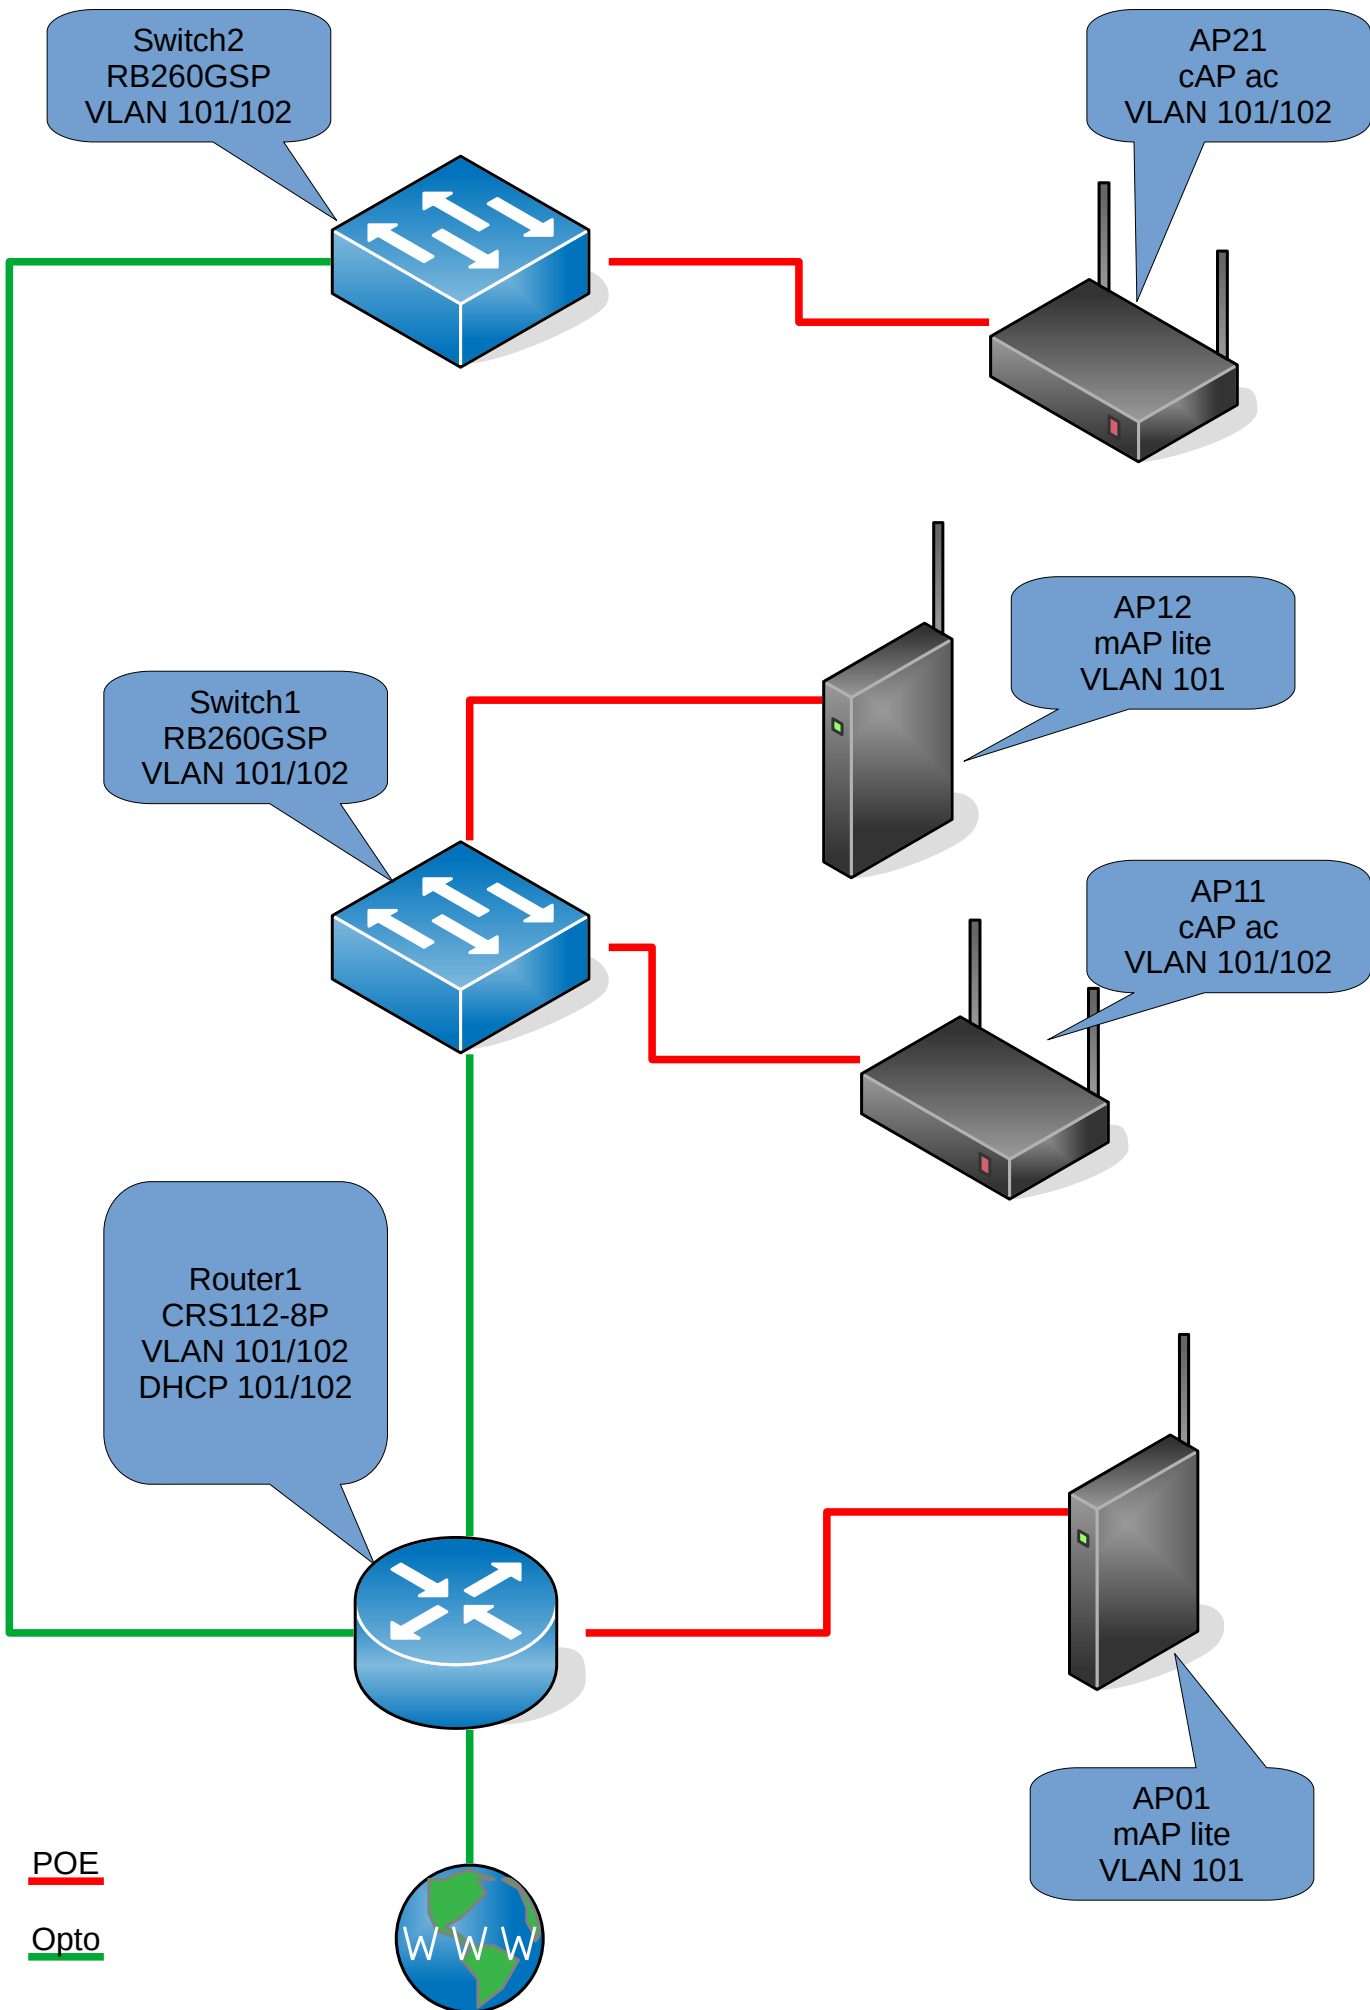 Switch2
RB260GSP
VLAN 101/102
AP21
cAP ac
VLAN 101/102
AP12
mAP lite
VLAN 101
Switch1
RB260GSP
VLAN 101/102
AP11
cAP ac
VLAN 101/102
Router1
CRS112-8P
VLAN 101/102
DHCP 101/102
AP01
mAP lite
VLAN 101
POE
Opto
W W W